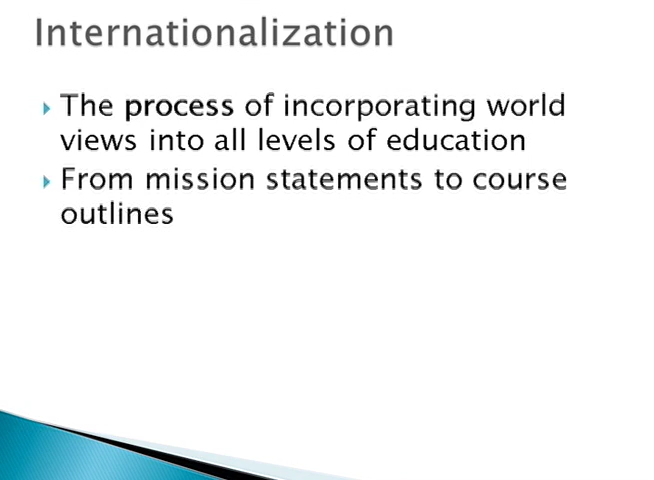 Internationalization
The process of incorporating world
views into all levels of education
From mission statements to course
outlines